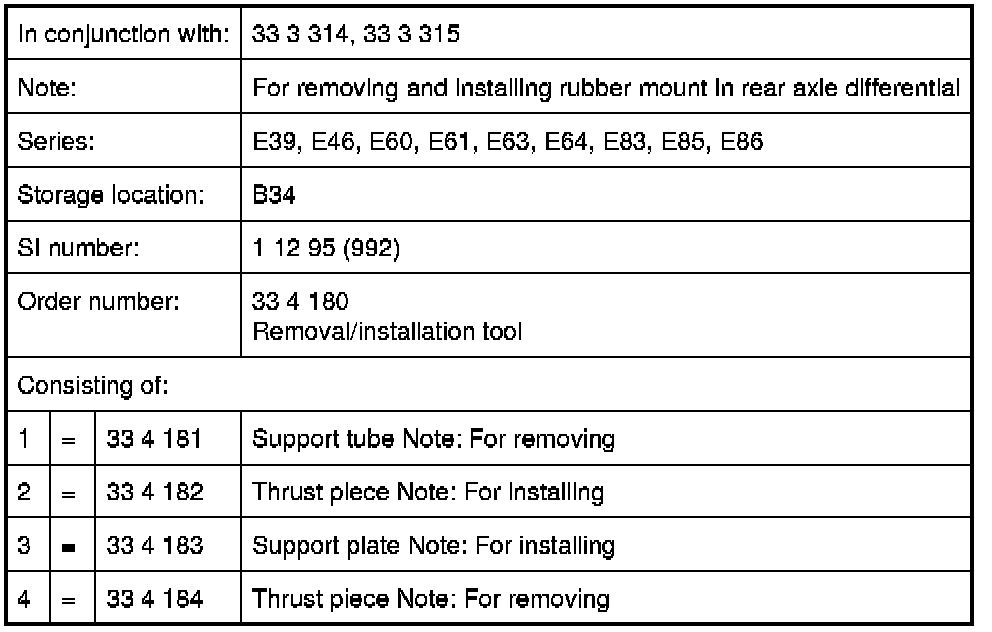 In conjunction with: 33 3 314, 33 3 315
Note: For removing and installing rubber mount in rear axle differential
Series: E39, E46, E60, E61, E63, E64, E83, E85, E86
Storage location: B34
SI number: 1 12 95 (992)
Order number: 33 4 180
Removal/installation tool
Consisting of:
1 = 33 4 181 Support tube Note: For removing
2 = 33 4 182 Thrust piece Note: For installing
3 = 33 4 183 Support plate Note: For installing
4 = 33 4 184 Thrust piece Note: For removing